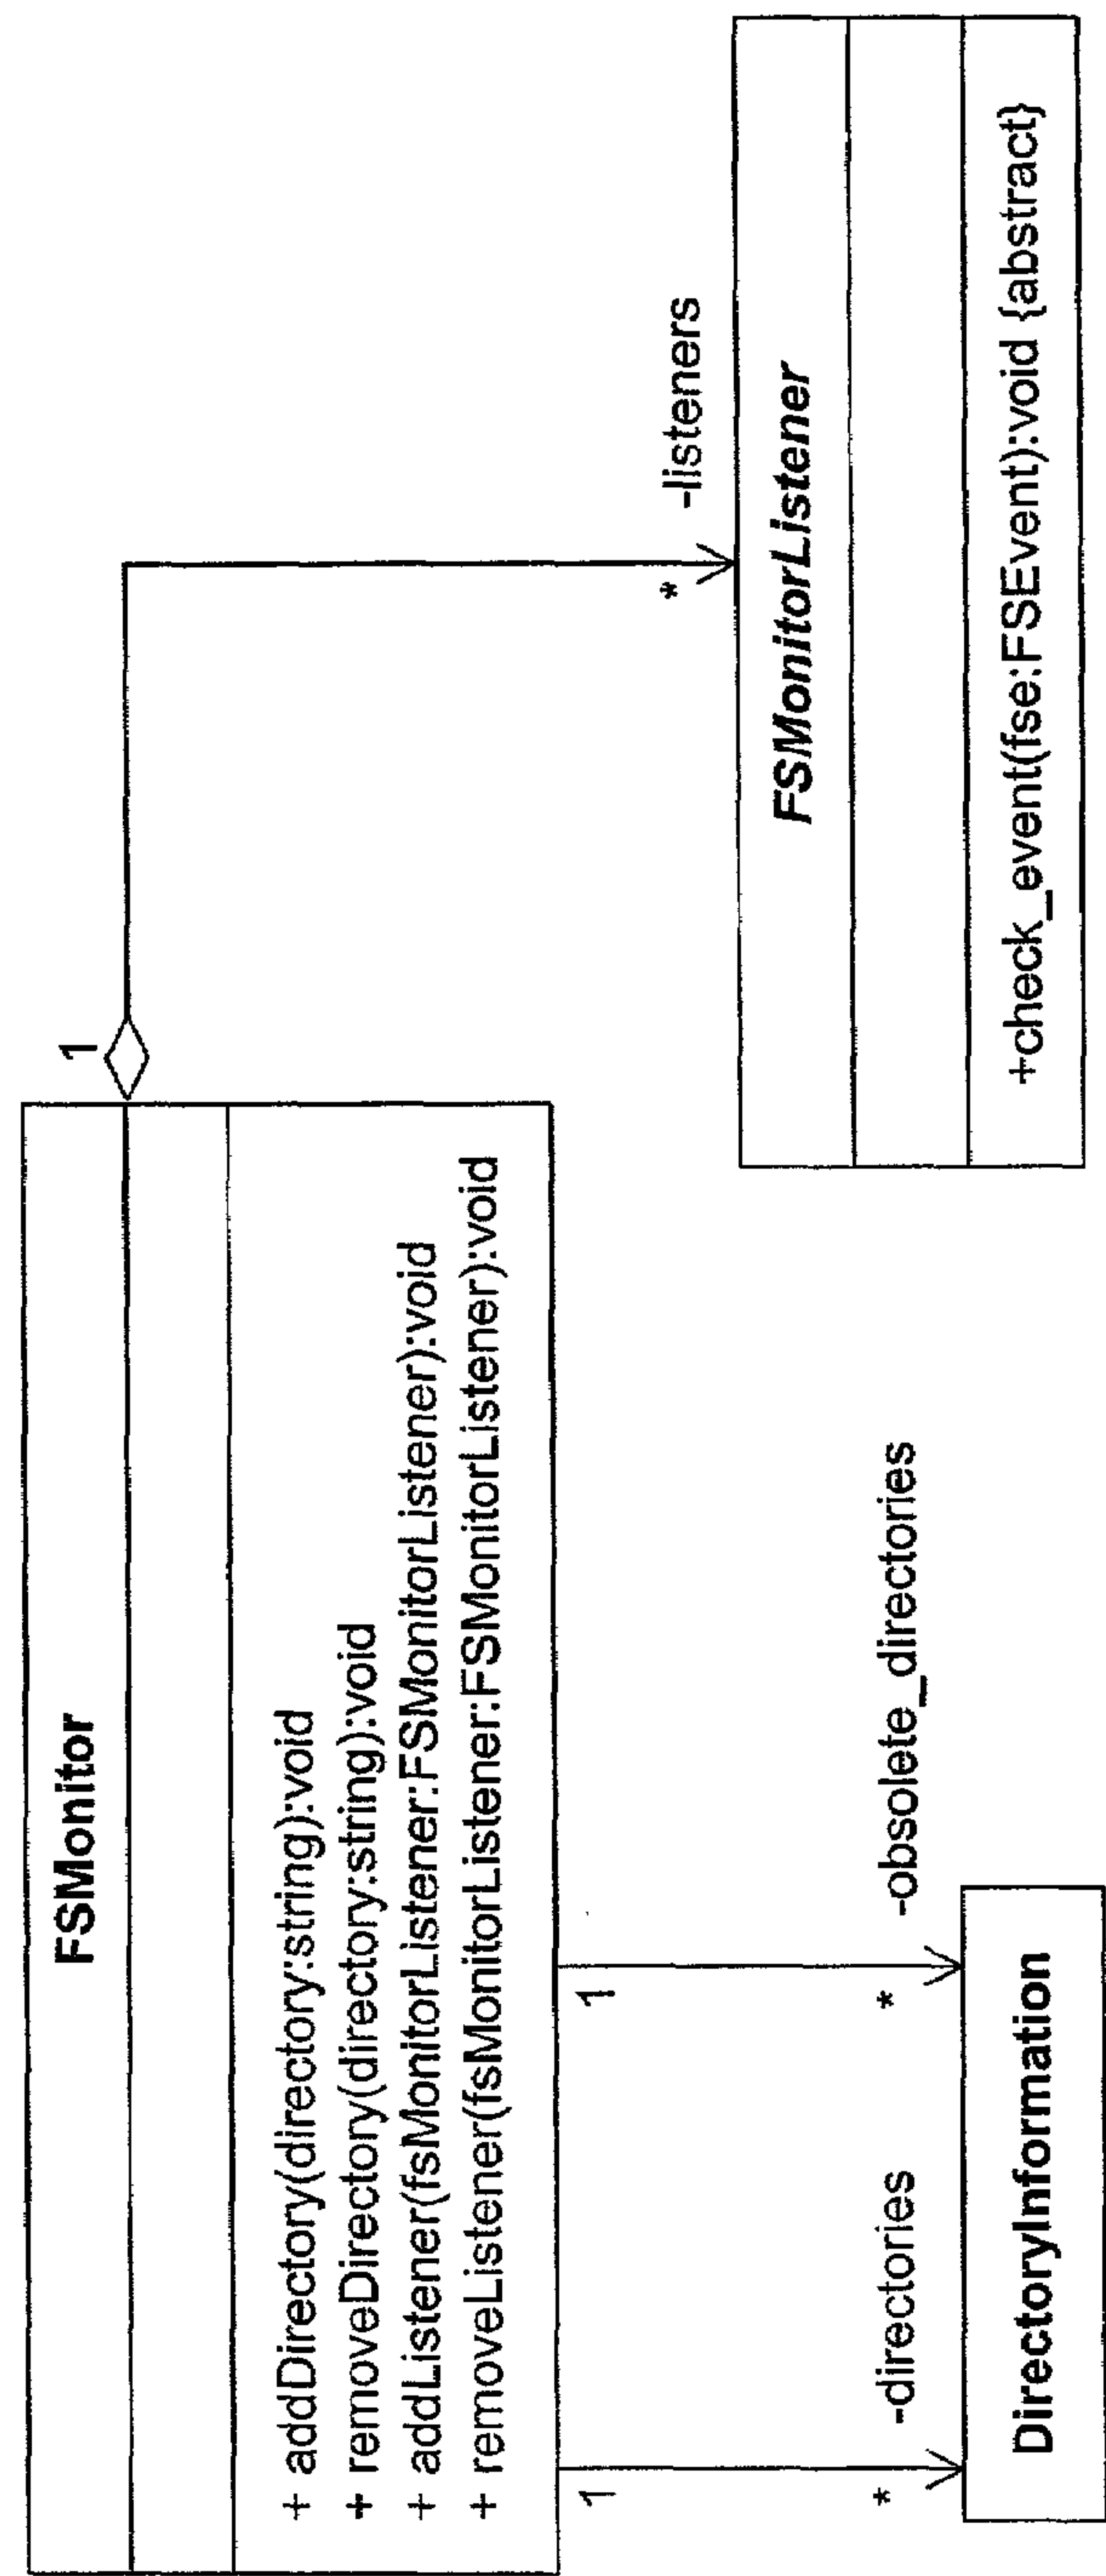 FSMonitor
+ addDirectory(directory:string):void
+ removeDirectory(directory:string):void
+ addListener(fsMonitorListener:FSMonitorListener):void
+ removeListener(fsMonitorListener:FSMonitorListener):void
1
*
-listeners
FSMonitorListener
+check_event(fse:FSEvent):void {abstract}
1
*
-directories
1
*
-obsolete_directories
DirectoryInformation